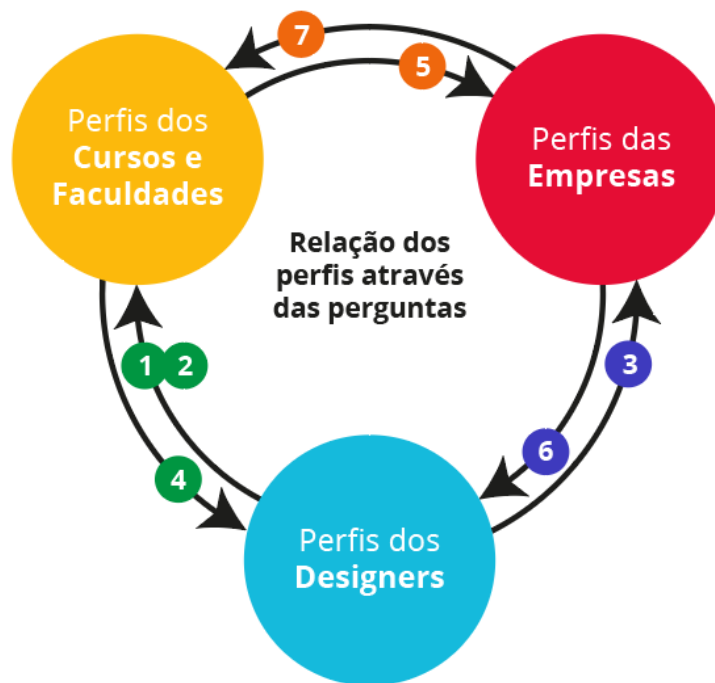 7
5
Perfis dos
Cursos e
Faculdades
Perfis das
Empresas
Relação dos
perfis através
das perguntas
1 2
3
4
6
Perfis dos
Designers